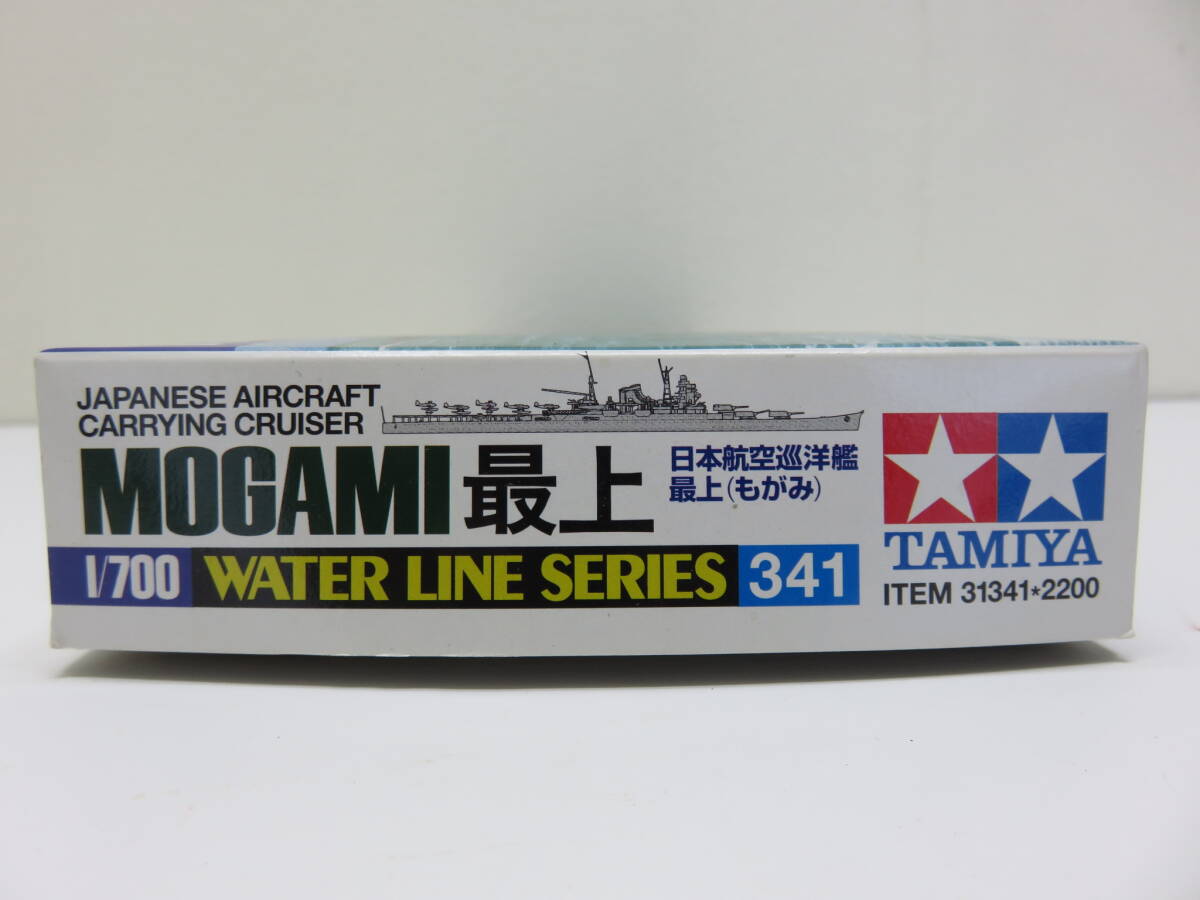 JAPANESE AIRCRAFT
CARRYING CRUISER
MOGAMI 最上
日本航空巡洋艦
最上(もがみ)
1/700 WATER LINE SERIES 341
TAMIYA
ITEM 31341*2200